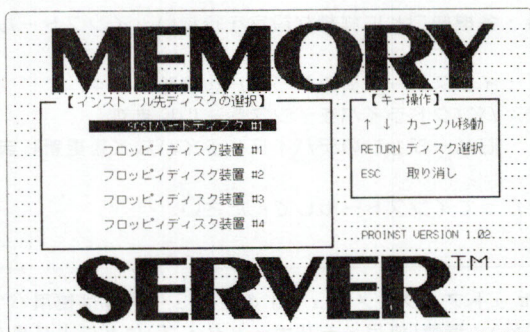 MEMORY
【インストール先ディスクの選択】
SCSIハードディスク #1
フロッピィディスク装置 #1
フロッピィディスク装置 #2
フロッピィディスク装置 #3
フロッピィディスク装置 #4
【キー操作】
↑ ↓ カーソル移動
RETURN ディスク選択
ESC 取り消し
PROINST VERSION 1.02
SERVER™